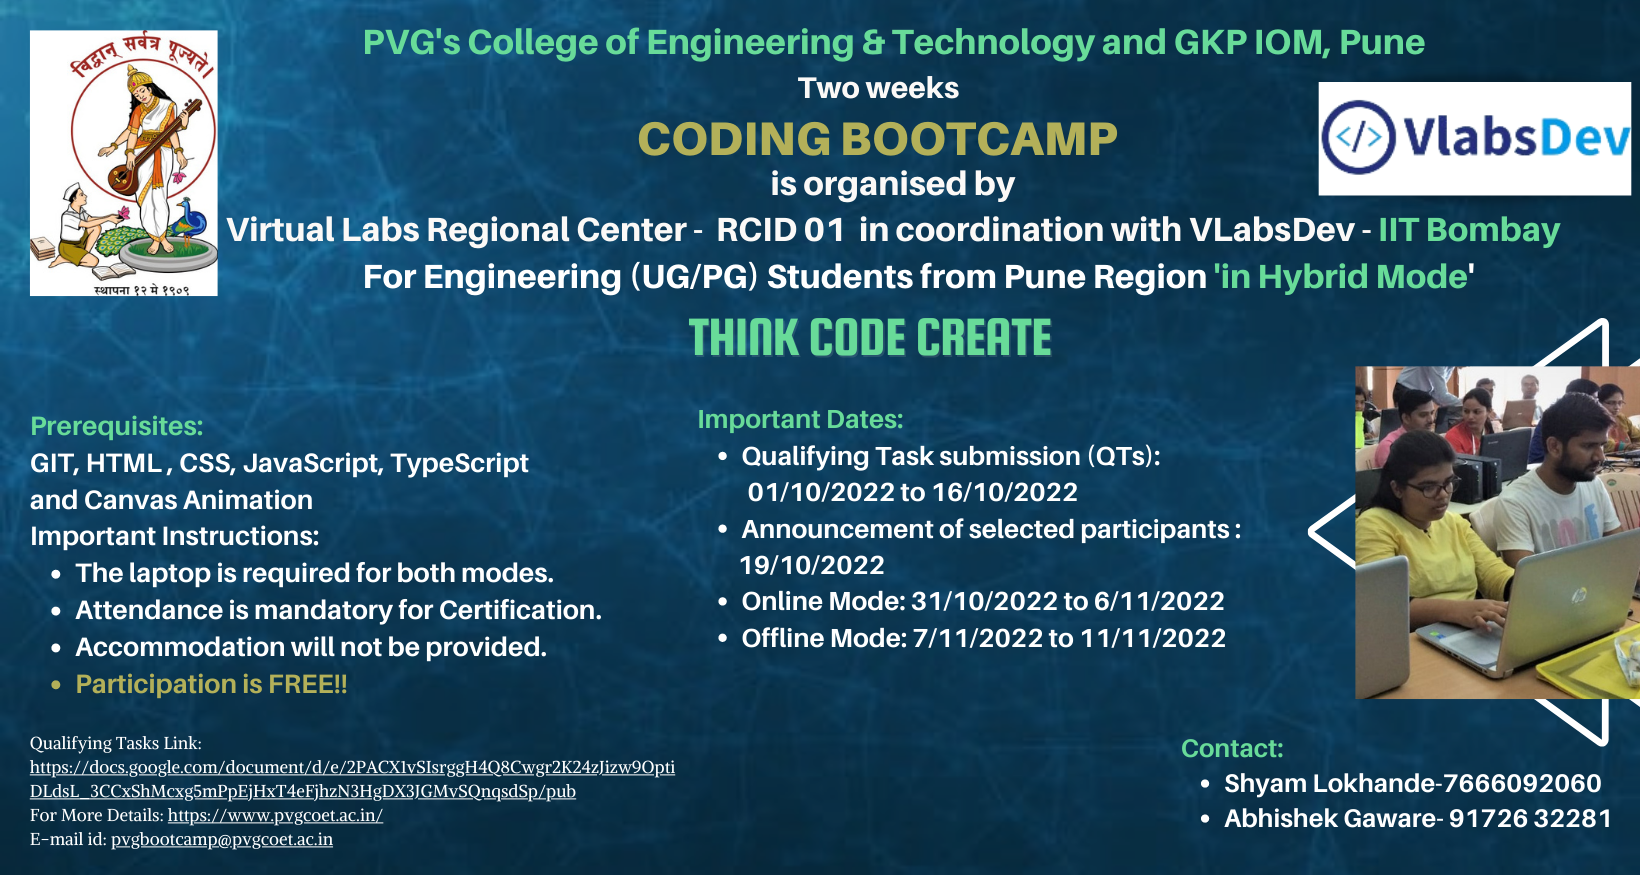 विद्वान् सर्वत्र पूज्यते।
स्थापना १२ मे १९०९
PVG's College of Engineering & Technology and GKP IOM, Pune
Two weeks
CODING BOOTCAMP
is organised by
Virtual Labs Regional Center - RCID 01 in coordination with VLabsDev - IIT Bombay
For Engineering (UG/PG) Students from Pune Region 'in Hybrid Mode'
THINK CODE CREATE
</> VlabsDev
Prerequisites:
GIT, HTML , CSS, JavaScript, TypeScript
and Canvas Animation
Important Instructions:
• The laptop is required for both modes.
• Attendance is mandatory for Certification.
• Accommodation will not be provided.
• Participation is FREE!!
Important Dates:
• Qualifying Task submission (QTs):
01/10/2022 to 16/10/2022
• Announcement of selected participants :
19/10/2022
• Online Mode: 31/10/2022 to 6/11/2022
• Offline Mode: 7/11/2022 to 11/11/2022
Qualifying Tasks Link:
https://docs.google.com/document/d/e/2PACX1vSIsrggH4Q8Cwgr2K24zJizw9Opti
DLdsL_3CCxShMcxg5mPpEjHxT4eFjhzN3HgDX3JGMvSQnqsdSp/pub
For More Details: https://www.pvgcoet.ac.in/
E-mail id: pvgbootcamp@pvgcoet.ac.in
Contact:
• Shyam Lokhande-7666092060
• Abhishek Gaware- 91726 32281